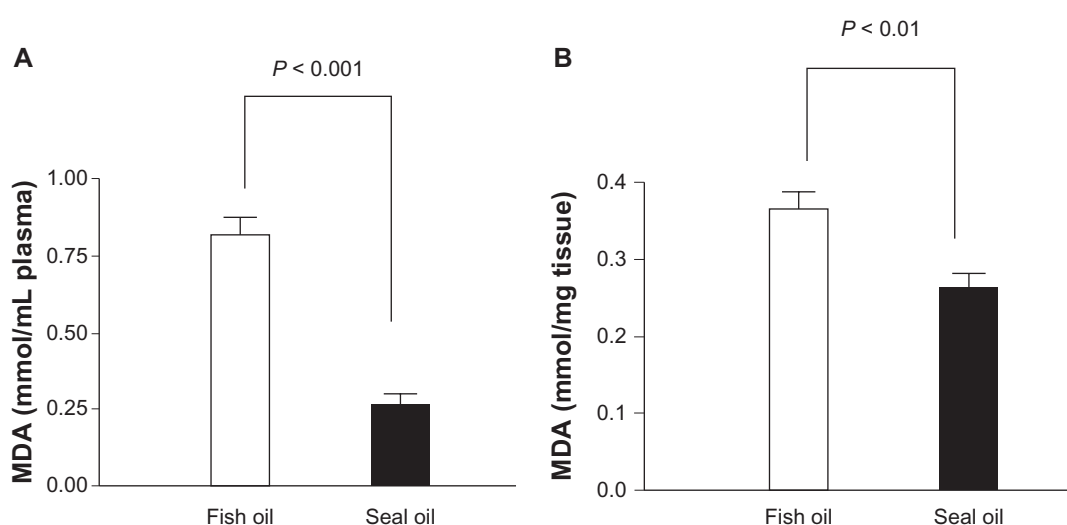 A
P < 0.001
MDA (mmol/mL plasma)
1.00
0.75
0.50
0.25
0.00
Fish oil
Seal oil
B
P < 0.01
MDA (mmol/mg tissue)
0.4
0.3
0.2
0.1
0.0
Fish oil
Seal oil